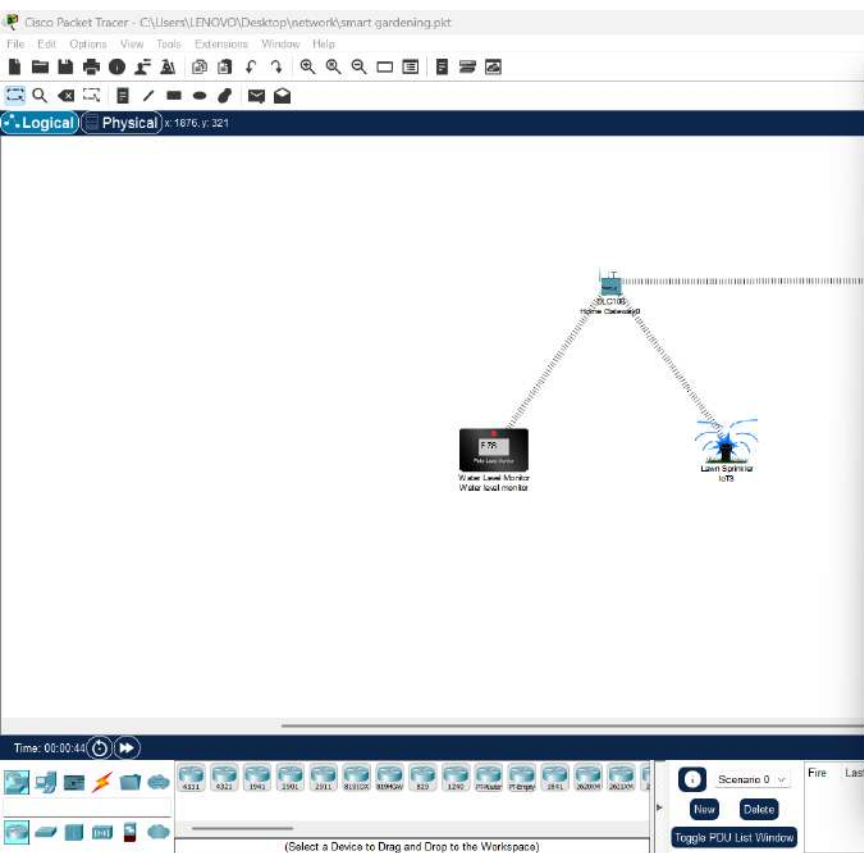 Cisco Packet Tracer - C:\Users\LENOVO\Desktop\network\smart gardening.pkt
File Edit Options View Tools Extensions Window Help
Logical Physical x: 1876, y: 321
DLC100
Home Gateway0
Water Level Monitor
Water level monitor
Lawn Sprinkler
IoT3
Time: 00:00:44
4331 4321 1941 2901 2911 819IOX 819HGW 829 1240 PT-Router PT-Empty 1841 2620XM 2621XM
Scenario 0
Fire Las
New Delete
Toggle PDU List Window
(Select a Device to Drag and Drop to the Workspace)